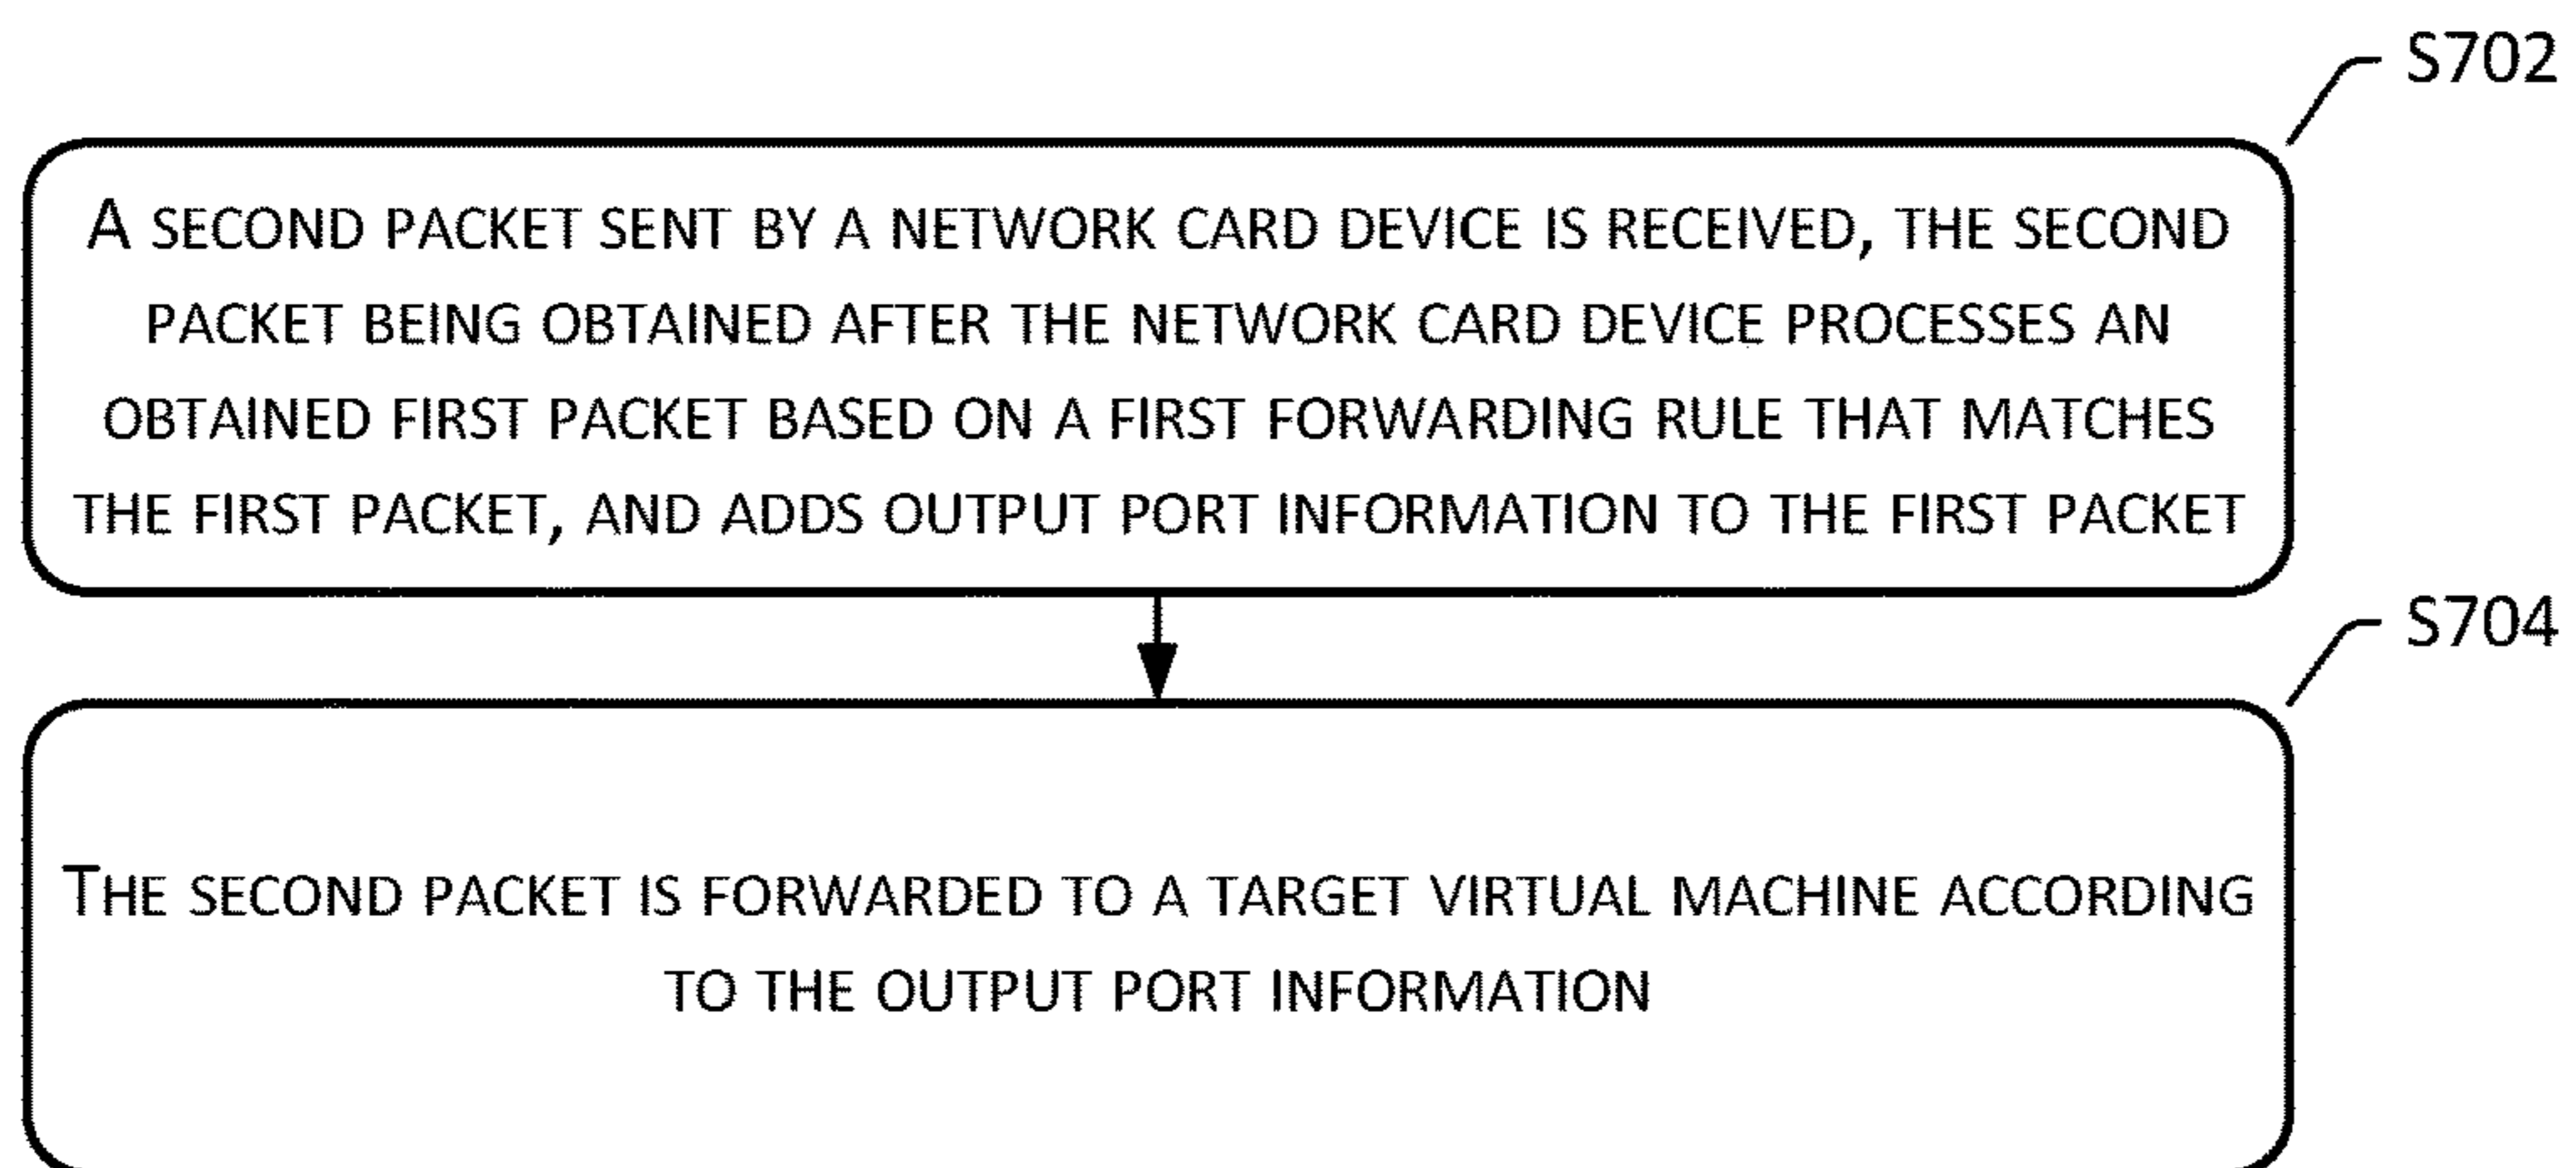 S702
A SECOND PACKET SENT BY A NETWORK CARD DEVICE IS RECEIVED, THE SECOND
PACKET BEING OBTAINED AFTER THE NETWORK CARD DEVICE PROCESSES AN
OBTAINED FIRST PACKET BASED ON A FIRST FORWARDING RULE THAT MATCHES
THE FIRST PACKET, AND ADDS OUTPUT PORT INFORMATION TO THE FIRST PACKET
S704
THE SECOND PACKET IS FORWARDED TO A TARGET VIRTUAL MACHINE ACCORDING
TO THE OUTPUT PORT INFORMATION